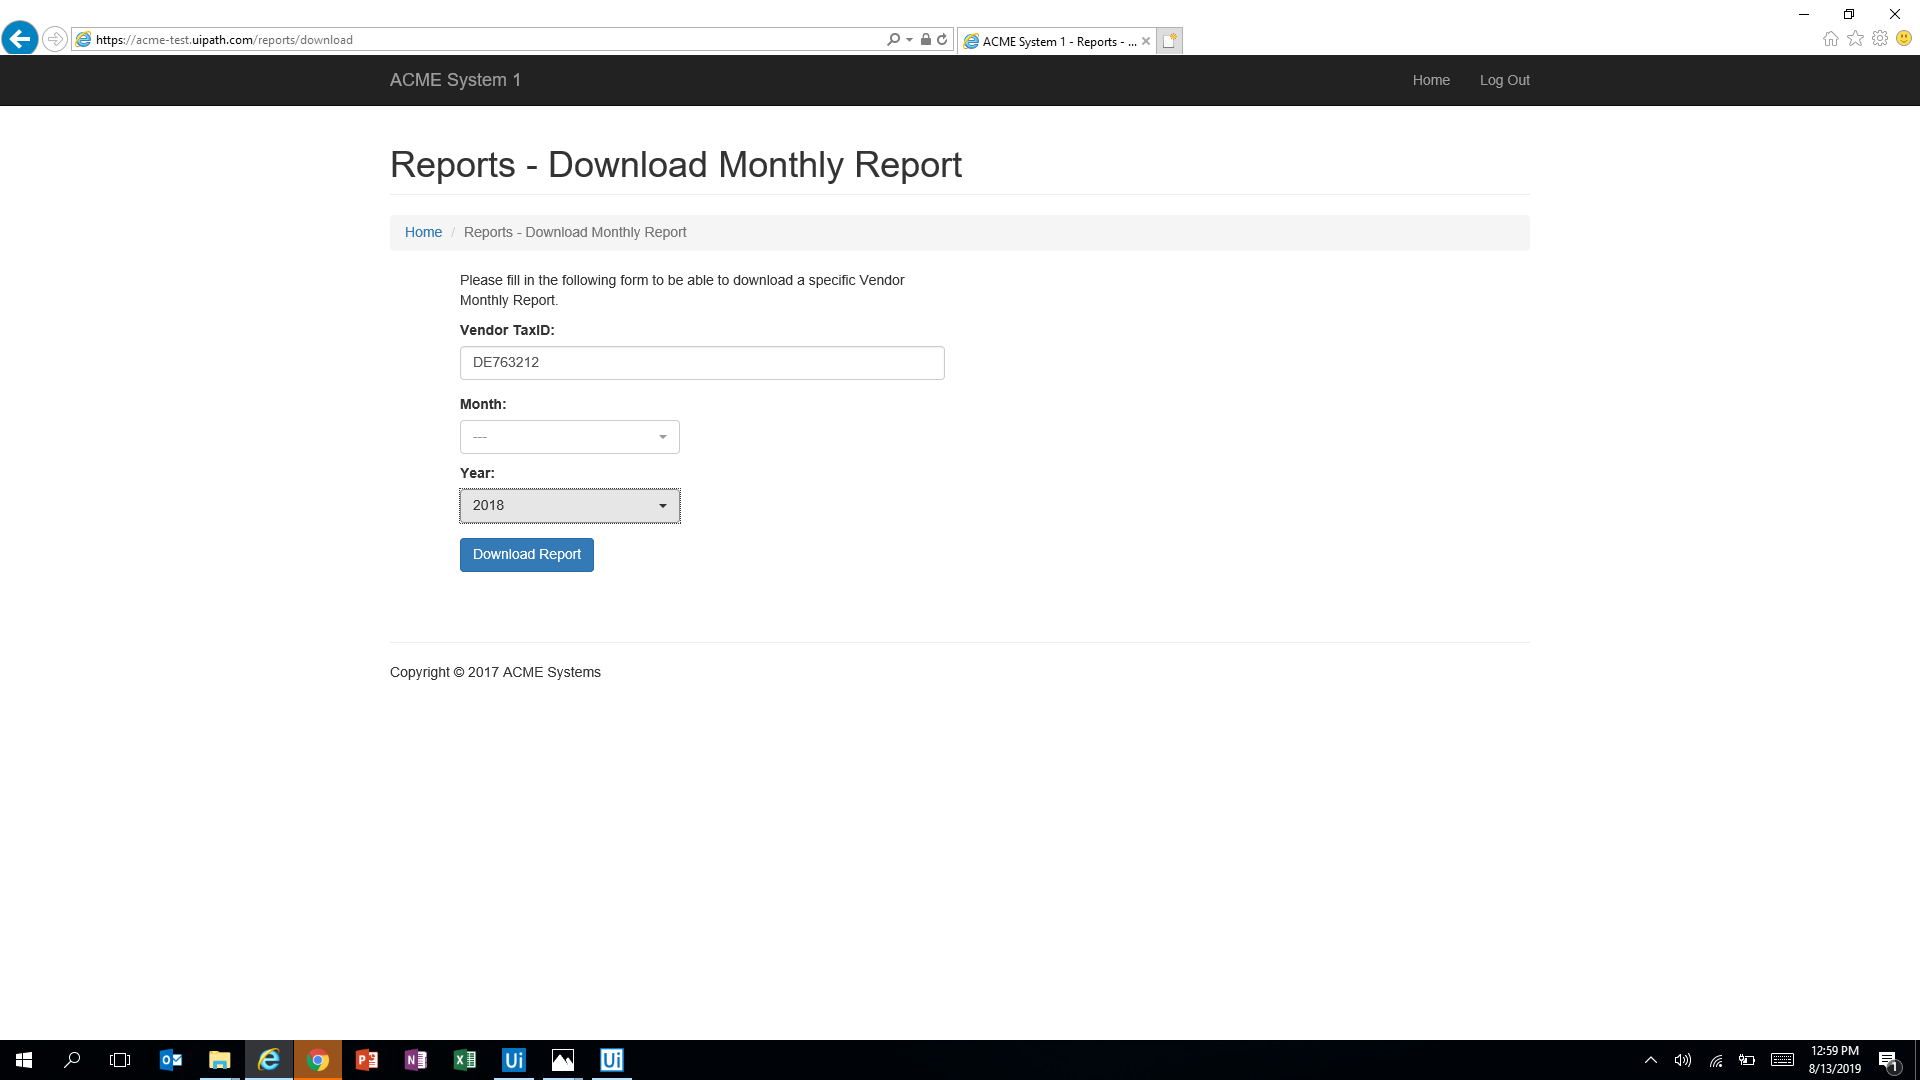 https://acme-test.uipath.com/reports/download
ACME System 1 - Reports - ...
ACME System 1
Home
Log Out
Reports - Download Monthly Report
Home / Reports - Download Monthly Report
Please fill in the following form to be able to download a specific Vendor
Monthly Report.
Vendor TaxID:
DE763212
Month:
---
Year:
2018
Download Report
Copyright © 2017 ACME Systems
12:59 PM
8/13/2019
1